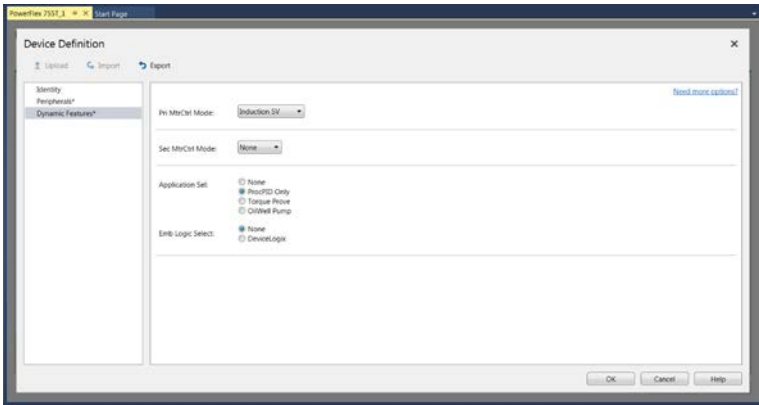 PowerFlex 755T_1
Start Page
Device Definition
Upload Import Export
Identity
Peripherals*
Dynamic Features*
Need more options?
Pri MtrCtrl Mode: Induction SV
Sec MtrCtrl Mode: None
Application Set: None
ProcPID Only
Torque Prove
OilWell Pump
Emb Logic Select: None
DeviceLogix
OK Cancel Help